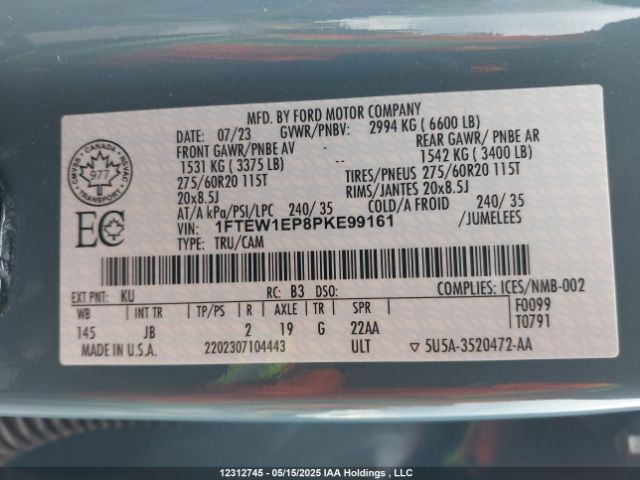 MFD. BY FORD MOTOR COMPANY
DATE: 07/23 GVWR/PNBV: 2994 KG ( 6600 LB)
FRONT GAWR/PNBE AV - REAR GAWR/ PNBE AR
1531 KG ( 3375 LB) -- 1542 KG ( 3400 LB)
275/60R20 115T TIRES/PNEUS 275/60R20 115T
20x8.5J RIMS/JANTES 20x8.5J
AT/A kPa/PSI/LPC 240/ 35 COLD/A FROID 240/ 35
VIN: 1FTEW1EP8PKE99161 /JUMELEES
TYPE: TRU/CAM
CANADA
CMVSS
NSVAC
977
TRANSPORT
EC
EXT PNT: KU RC: B3 DSO: COMPLIES: ICES/NMB-002
WB INT TR TP/PS R AXLE TR SPR F0099
145 JB 2 19 G 22AA T0791
MADE IN U.S.A. 2202307104443 ULT ▽ 5U5A-3520472-AA
12312745 - 05/15/2025 IAA Holdings , LLC